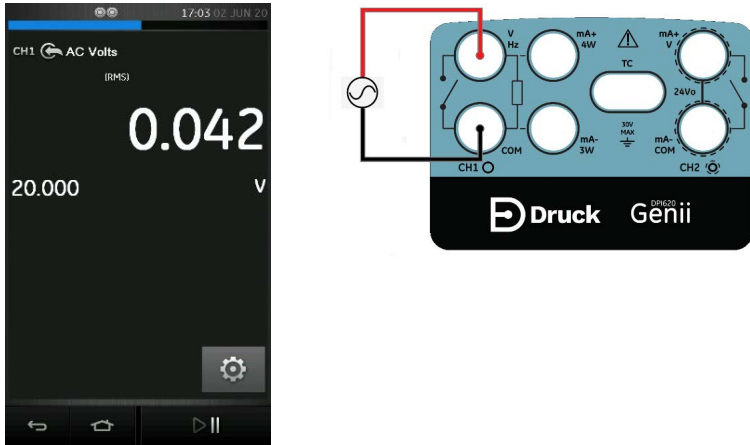 17:03 02 JUN 20
CH1 AC Volts
(RMS)
0.042
20.000 V
V
Hz
mA+
4W
TC
mA+
V
24Vo
30V
MAX
COM
mA-
3W
mA-
COM
CH1
CH2
Druck
DPI620
Genii